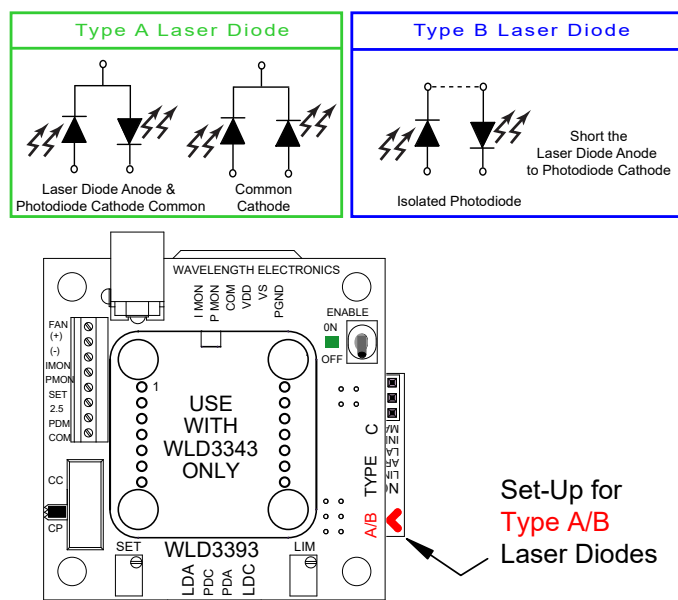 Type A Laser Diode
Laser Diode Anode &
Photodiode Cathode Common
Common
Cathode
Type B Laser Diode
Isolated Photodiode
Short the
Laser Diode Anode
to Photodiode Cathode
WAVELENGTH ELECTRONICS
I MON
P MON
COM
VDD
VS
PGND
ENABLE
ON
OFF
FAN
(+)
(-)
IMON
PMON
SET
2.5
PDM
COM
1
USE
WITH
WLD3343
ONLY
CC
CP
A/B TYPE C
SET
WLD3393
LIM
LDA
PDC
PDA
LDC
Set-Up for
Type A/B
Laser Diodes